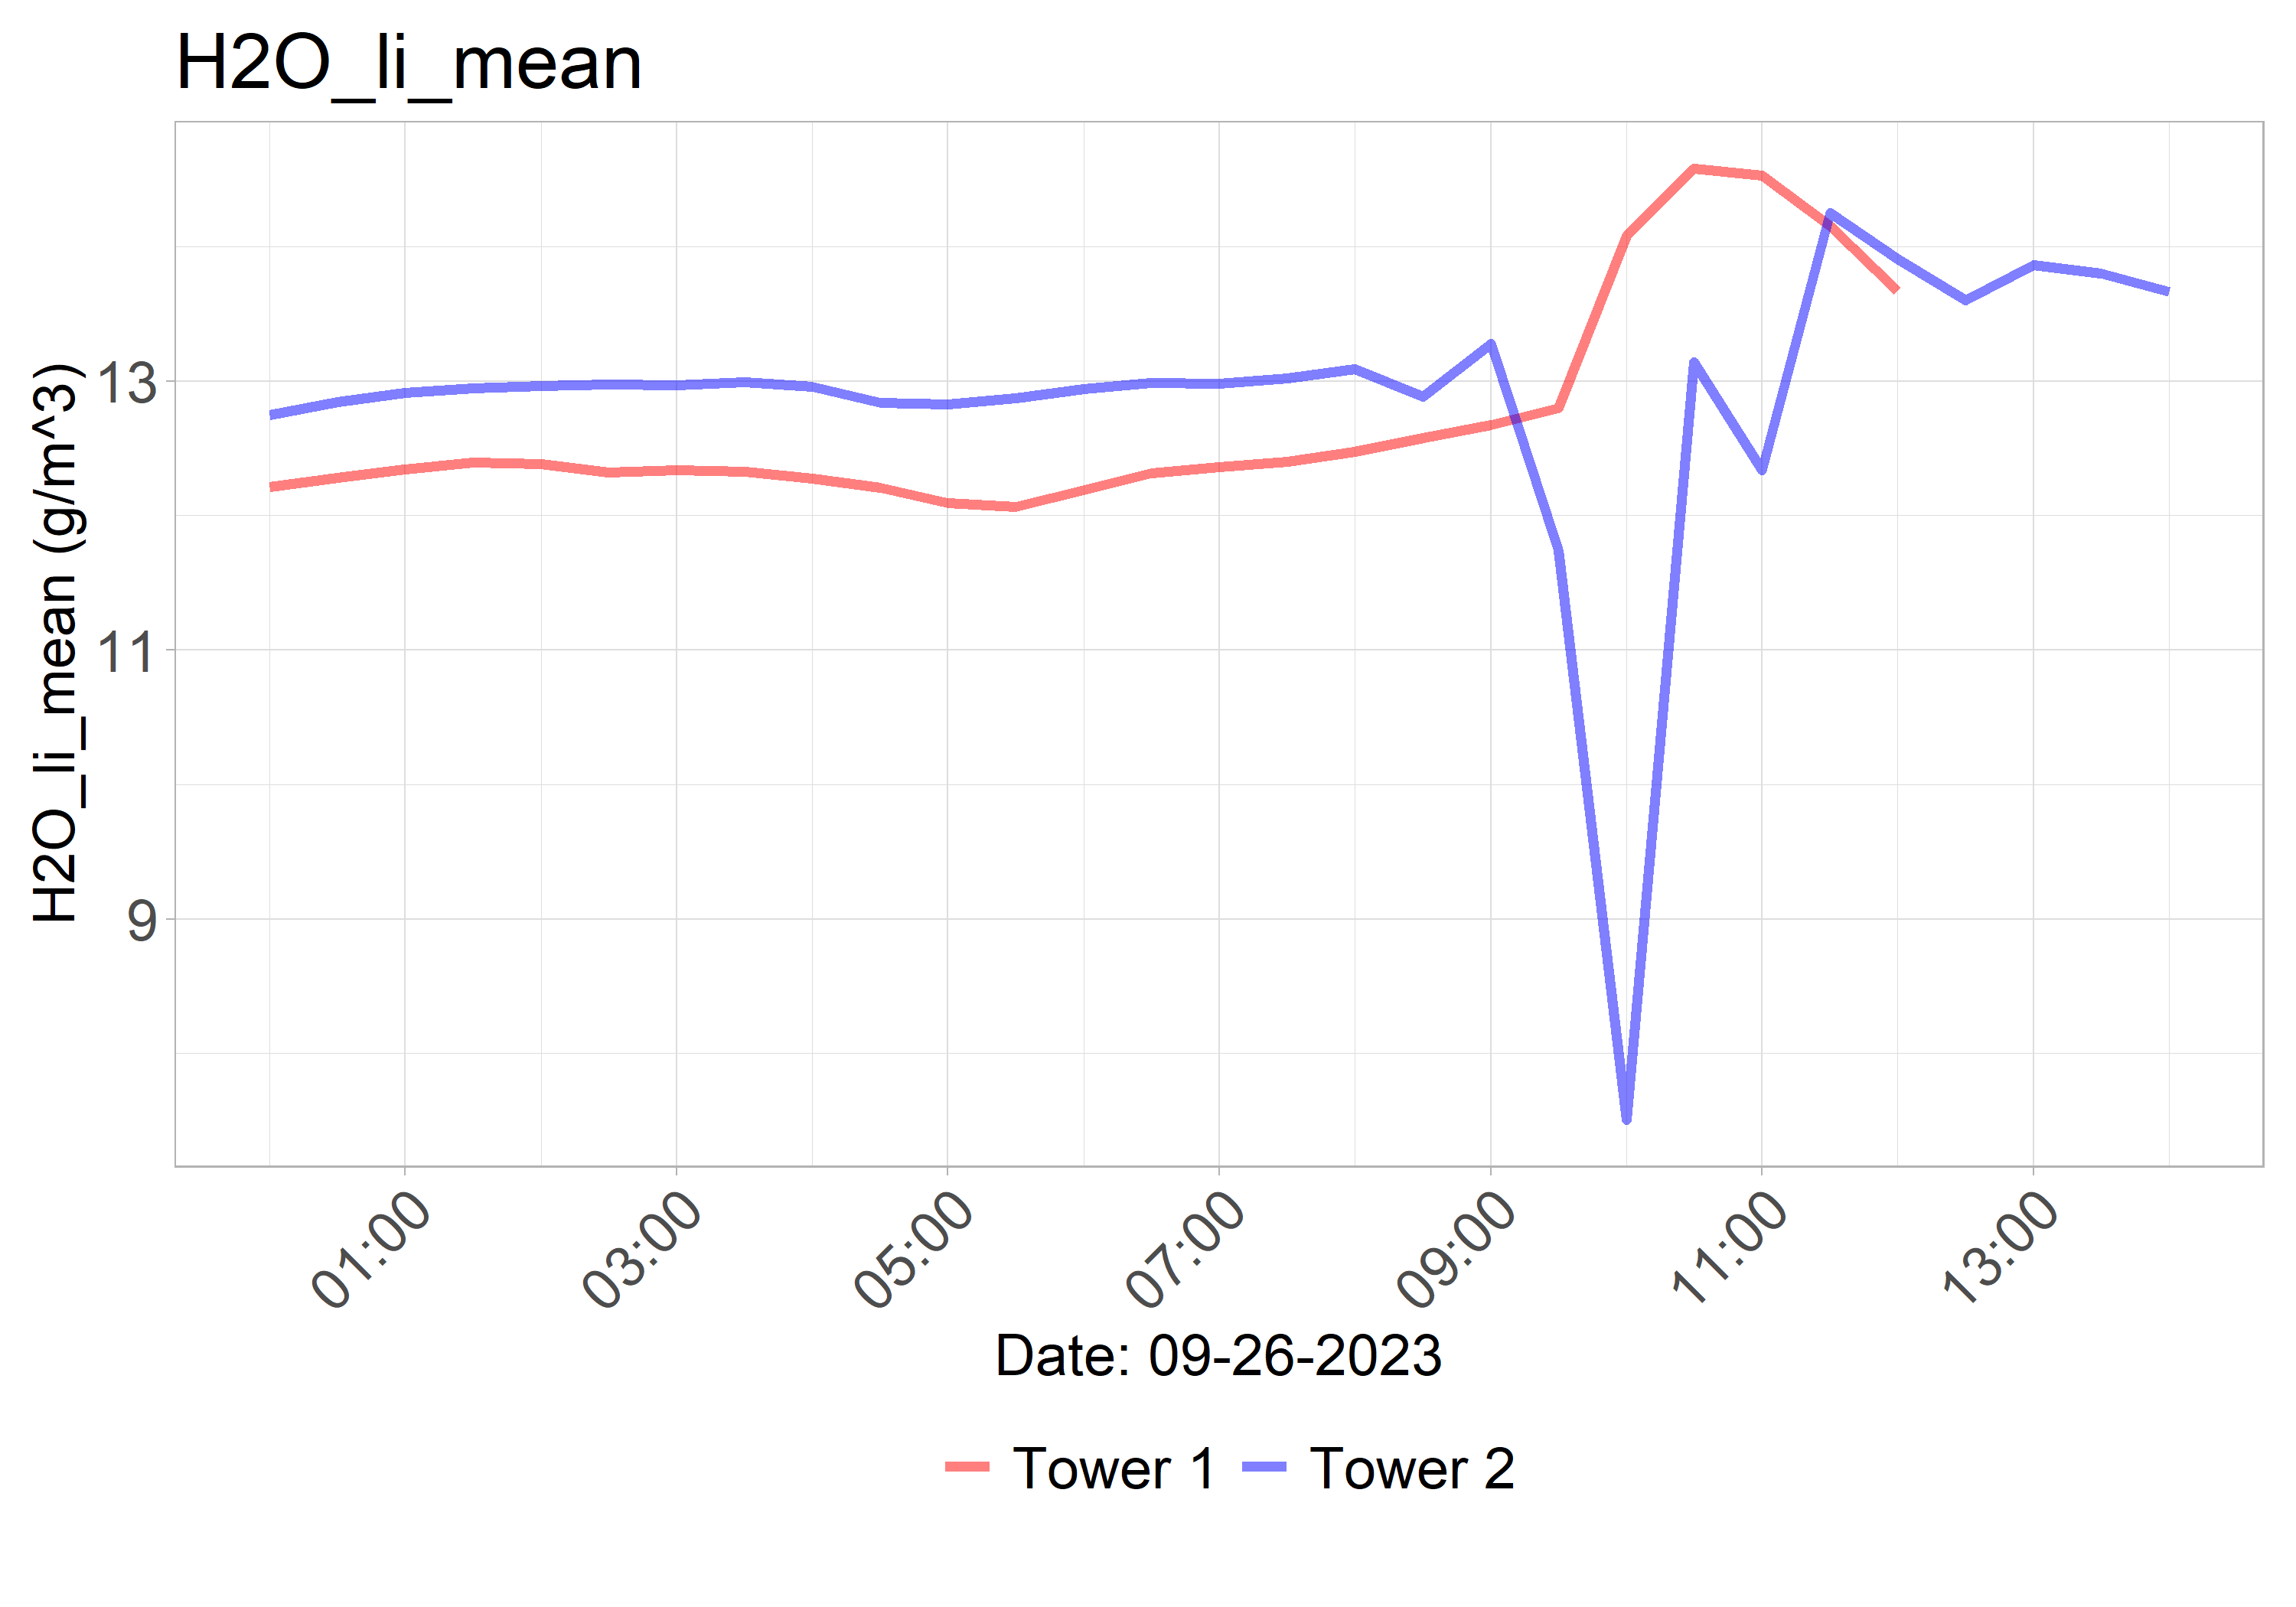 H2O_li_mean
H2O_li_mean (g/m^3)
13
11
9
01:00
03:00
05:00
07:00
09:00
11:00
13:00
Date: 09-26-2023
Tower 1
Tower 2